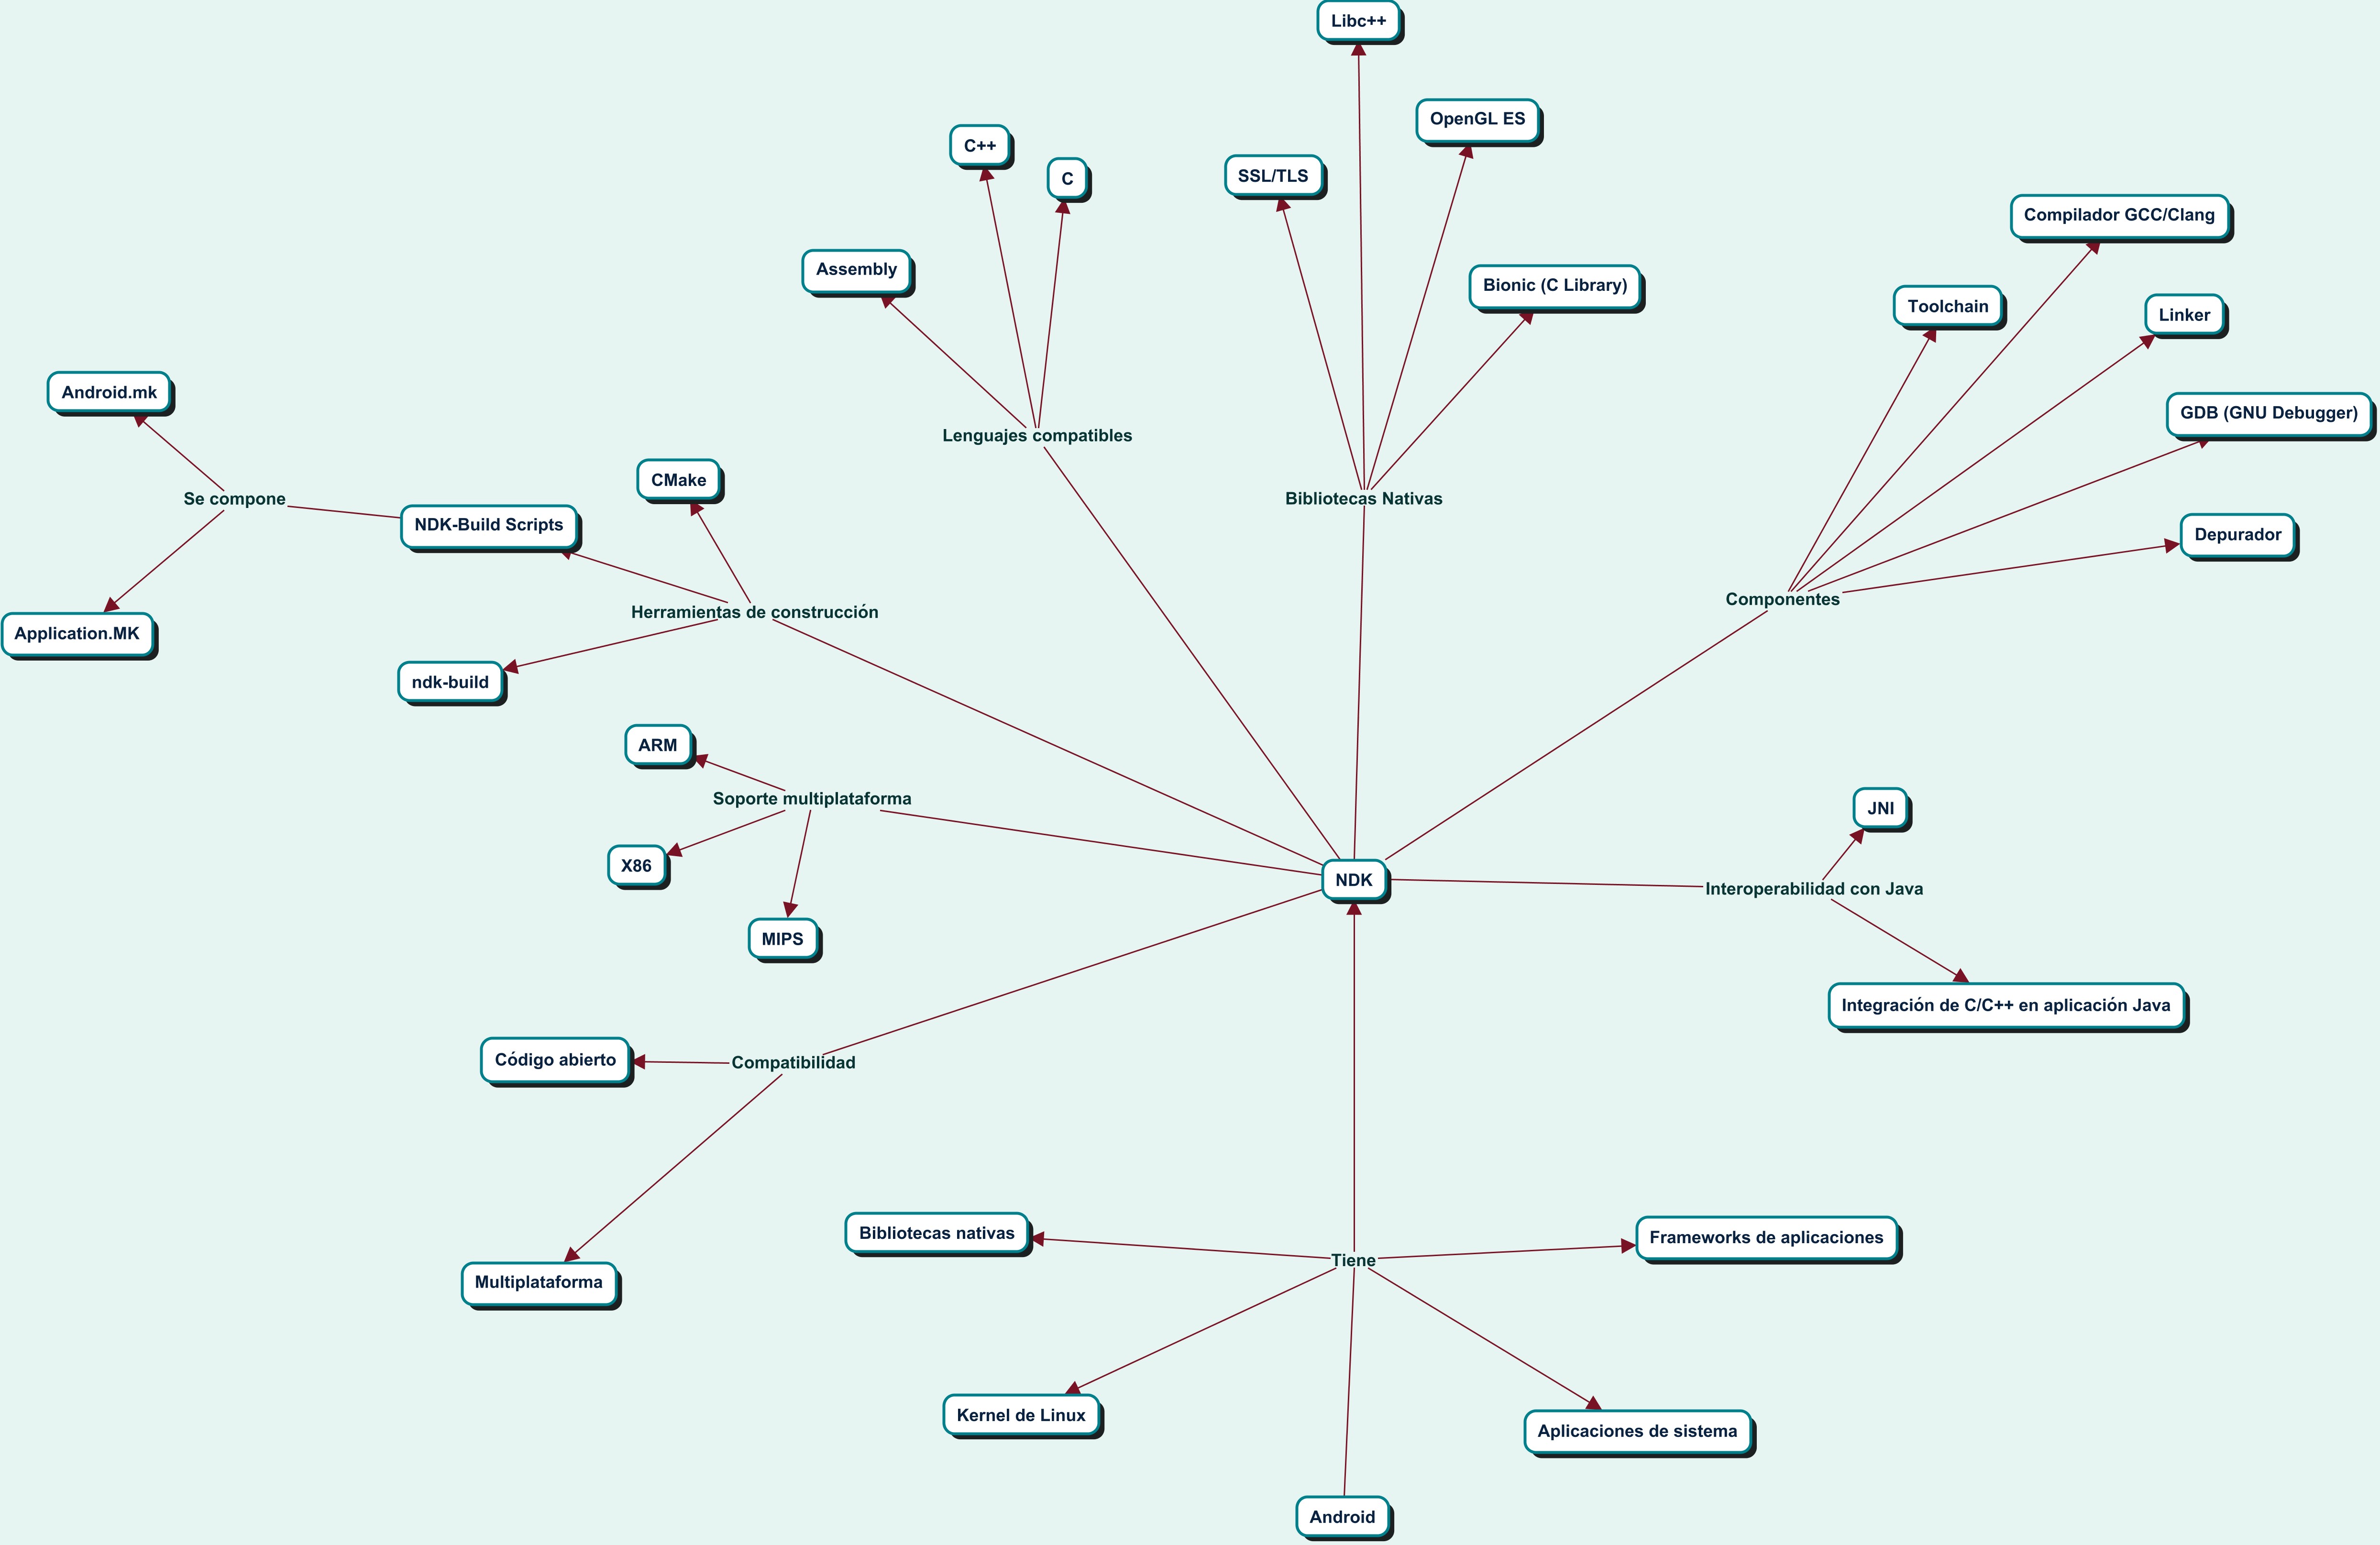 Libc++
OpenGL ES
C++
SSL/TLS
C
Compilador GCC/Clang
Assembly
Bionic (C Library)
Toolchain
Linker
Android.mk
GDB (GNU Debugger)
Lenguajes compatibles
CMake
Se compone
Bibliotecas Nativas
NDK-Build Scripts
Depurador
Componentes
Herramientas de construcción
Application.MK
ndk-build
ARM
Soporte multiplataforma
JNI
X86
NDK
Interoperabilidad con Java
MIPS
Integración de C/C++ en aplicación Java
Código abierto
Compatibilidad
Bibliotecas nativas
Frameworks de aplicaciones
Tiene
Multiplataforma
Kernel de Linux
Aplicaciones de sistema
Android